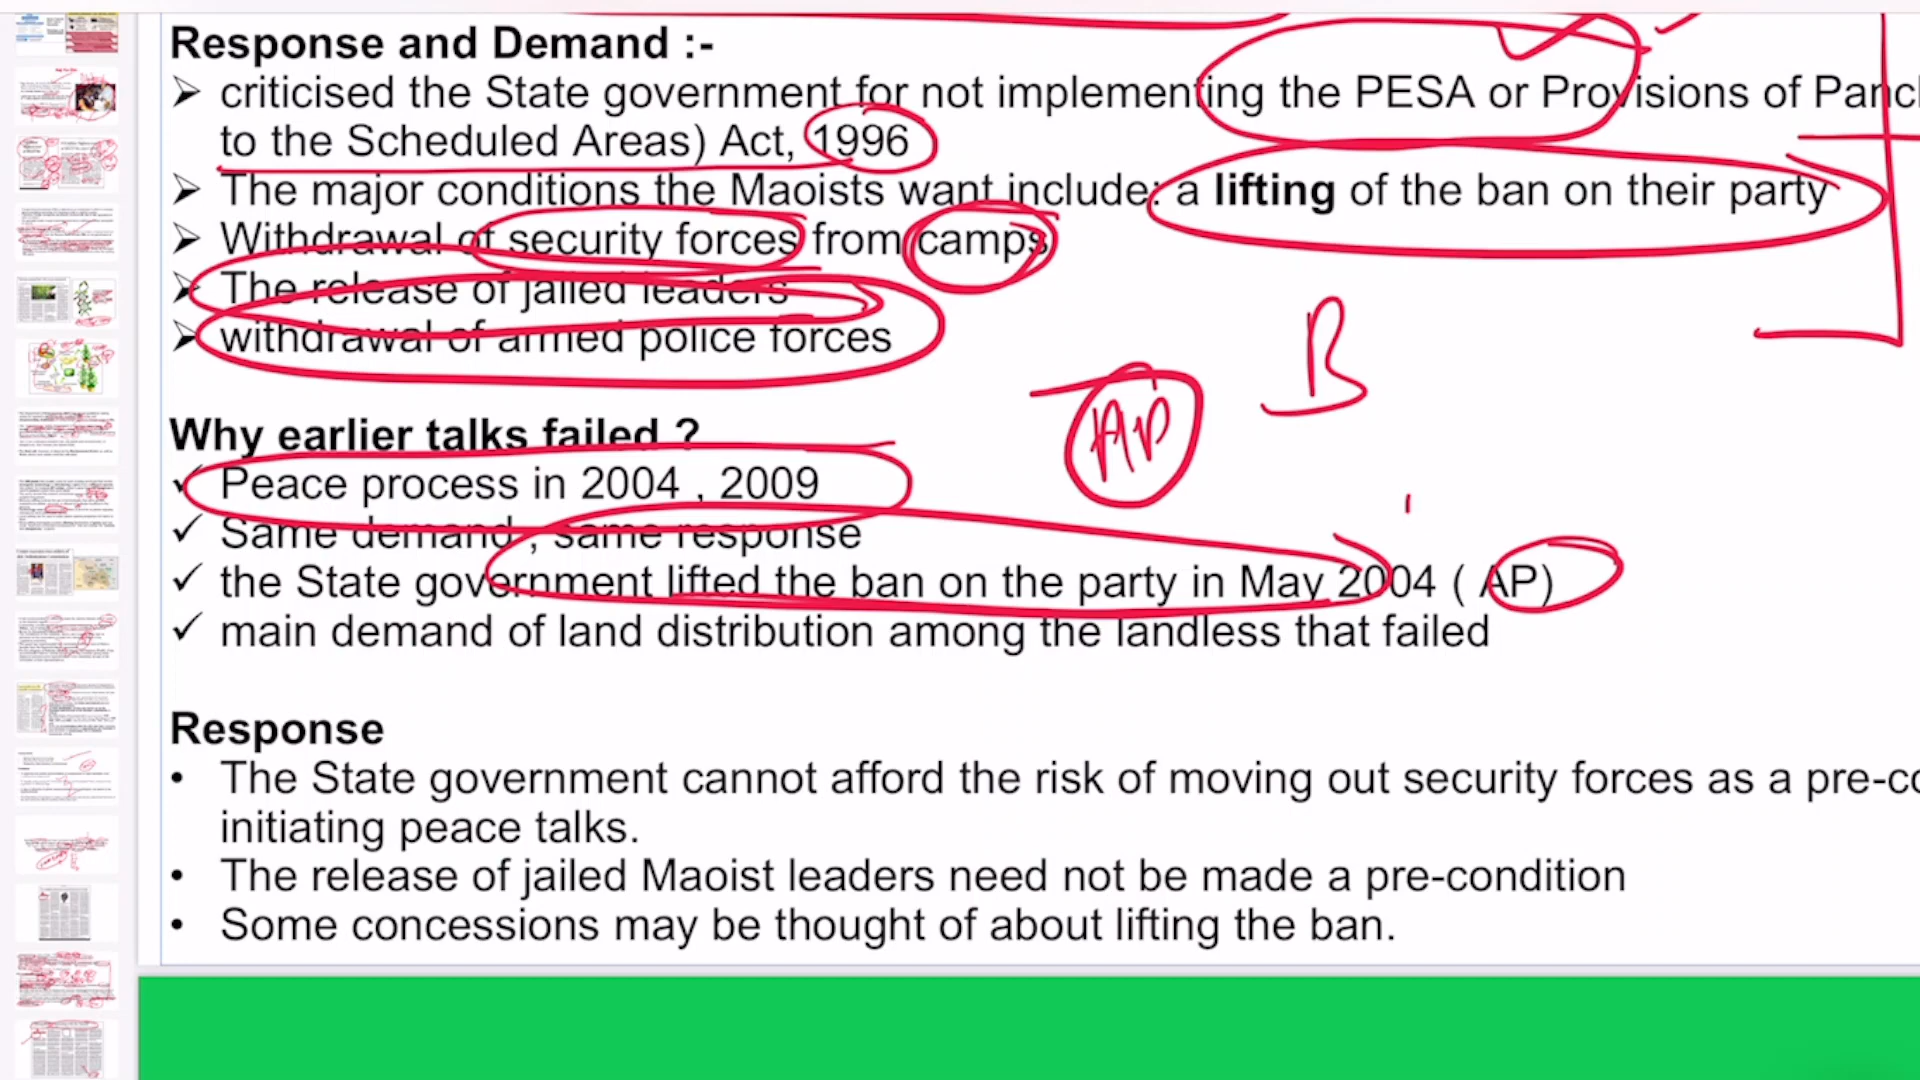 Response and Demand :-
➢ criticised the State government for not implementing the PESA or Provisions of
to the Scheduled Areas) Act, 1996
➢ The major conditions the Maoists want include: a lifting of the ban on their party
➢ Withdrawal of security forces from camps
➢ The release of jailed leaders
➢ withdrawal of armed police forces
B
AP
Why earlier talks failed ?
✓ Peace process in 2004 , 2009
✓ Same demand , same response
✓ the State government lifted the ban on the party in May 2004 ( AP)
✓ main demand of land distribution among the landless that failed
Response
• The State government cannot afford the risk of moving out security forces as a
initiating peace talks.
• The release of jailed Maoist leaders need not be made a pre-condition
• Some concessions may be thought of about lifting the ban.